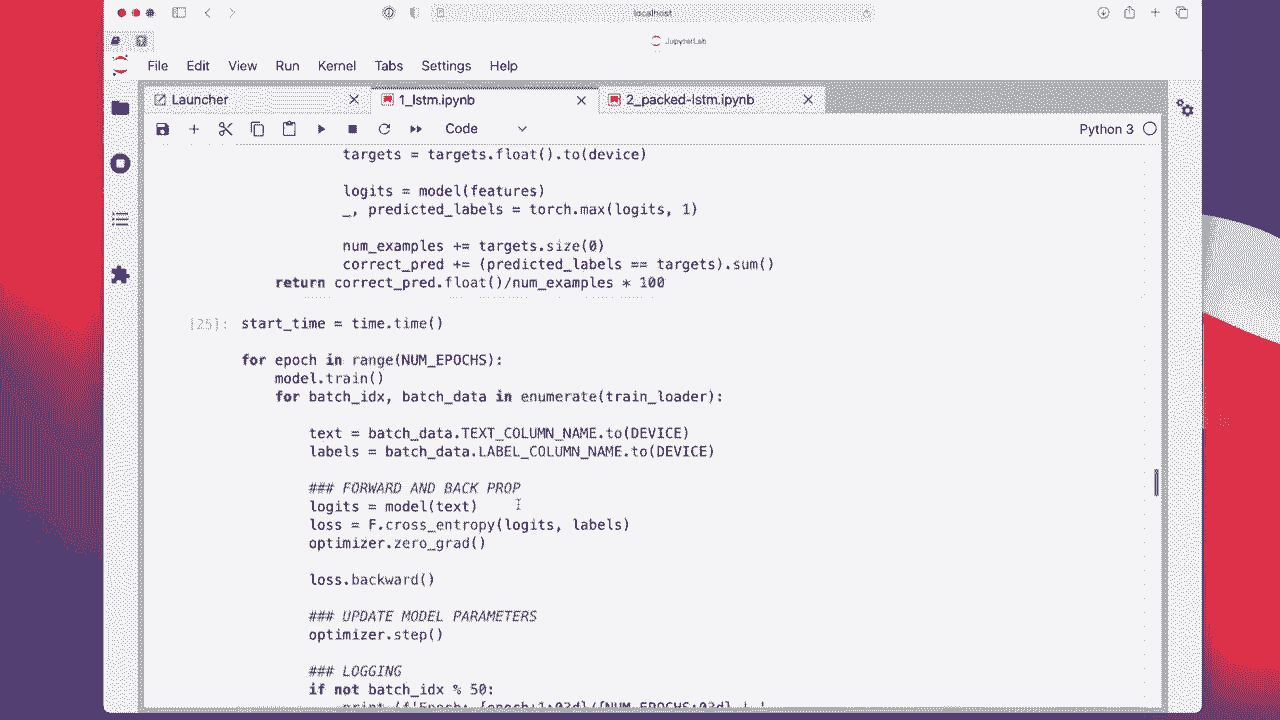 localhost
JupyterLab
File Edit View Run Kernel Tabs Settings Help
Launcher 1_lstm.ipynb 2_packed-lstm.ipynb
Code Python 3
targets = targets.float().to(device)
logits = model(features)
_, predicted_labels = torch.max(logits, 1)
num_examples += targets.size(0)
correct_pred += (predicted_labels == targets).sum()
return correct_pred.float()/num_examples * 100
[25]: start_time = time.time()
for epoch in range(NUM_EPOCHS):
model.train()
for batch_idx, batch_data in enumerate(train_loader):
text = batch_data.TEXT_COLUMN_NAME.to(DEVICE)
labels = batch_data.LABEL_COLUMN_NAME.to(DEVICE)
### FORWARD AND BACK PROP
logits = model(text)
loss = F.cross_entropy(logits, labels)
optimizer.zero_grad()
loss.backward()
### UPDATE MODEL PARAMETERS
optimizer.step()
### LOGGING
if not batch_idx % 50: